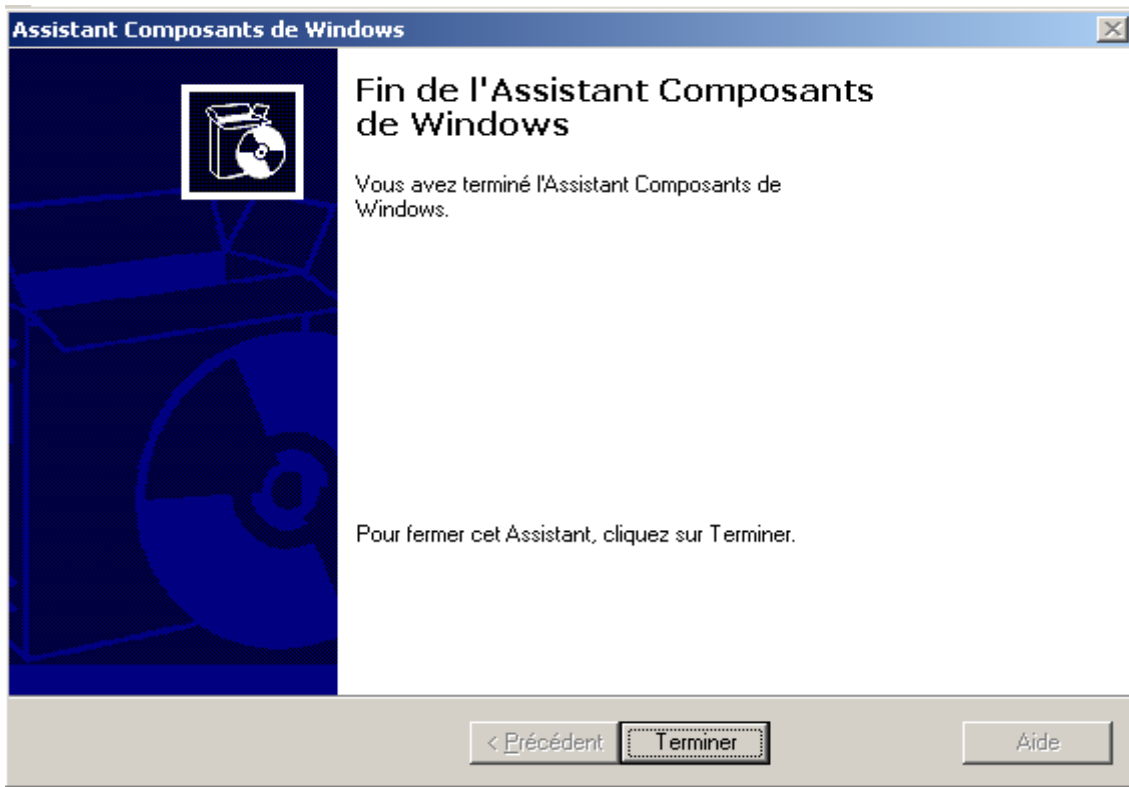 Assistant Composants de Windows
Fin de l'Assistant Composants
de Windows
Vous avez terminé l'Assistant Composants de
Windows.
Pour fermer cet Assistant, cliquez sur Terminer.
< Précédent
Terminer
Aide